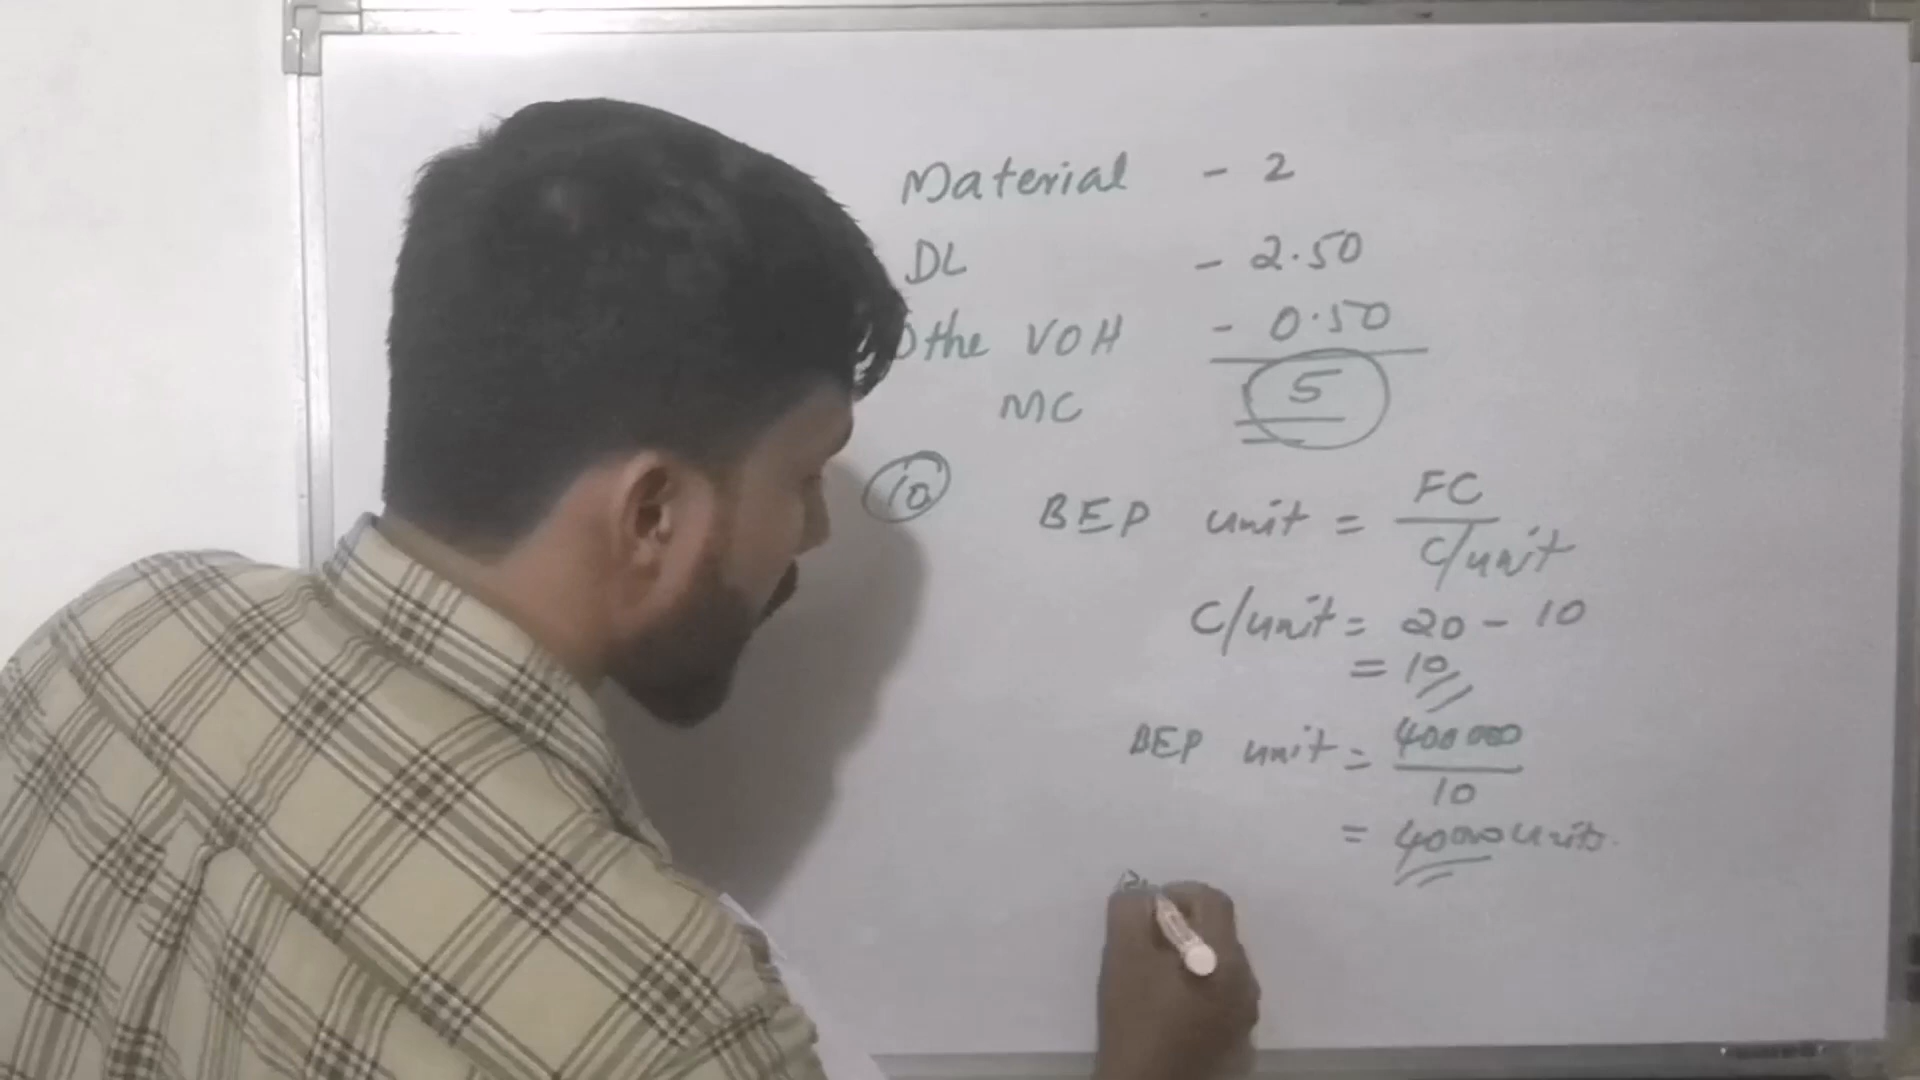 Material - 2
DL - 2.50
Othe VOH - 0.50
MC 5
10
BEP unit = FC / C/unit
C/unit = 20 - 10
= 10
BEP unit = 400000 / 10
= 40000 units.